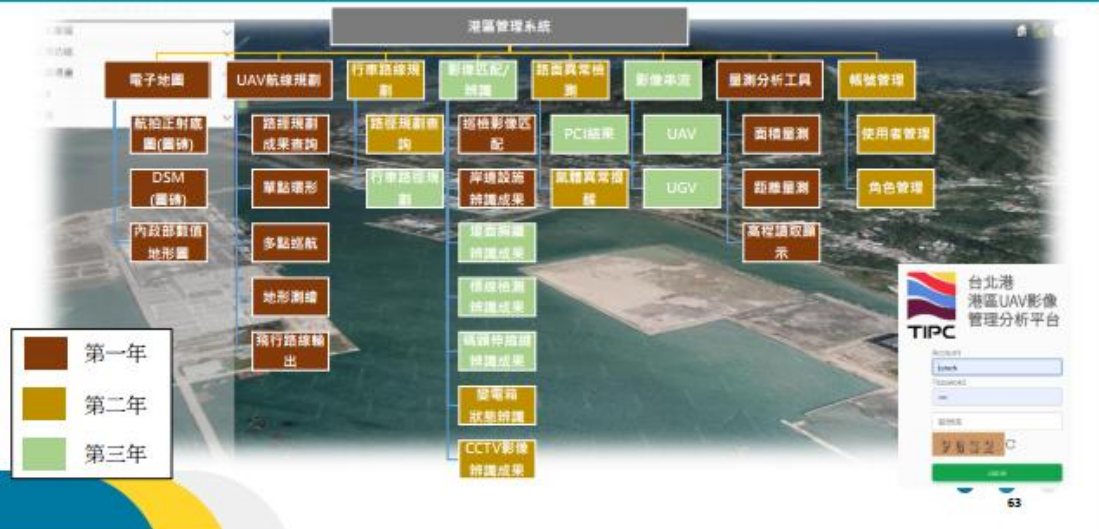 港區管理系統
電子地圖
航拍正射底
圖(圖磚)
DSM
(圖磚)
內政部數值
地形圖
UAV航線規劃
路徑規劃
成果查詢
單點環形
多點巡航
地形測繪
飛行路線輸
出
行車路線規
劃
路徑規劃查
詢
行車路徑規
劃
影像匹配/
辨識
巡檢影像匹
配
岸邊設施
辨識成果
辨識成果
標線檢測
辨識成果
碼頭伸縮縫
辨識成果
變電箱
狀態辨識
CCTV影像
辨識成果
路面異常檢
測
PCI結果
氣體異常提
醒
影像串流
UAV
UGV
量測分析工具
面積量測
距離量測
高程讀取顯
示
帳號管理
使用者管理
角色管理
第一年
第二年
第三年
TIPC
台北港
港區UAV影像
管理分析平台
Account
Password
63